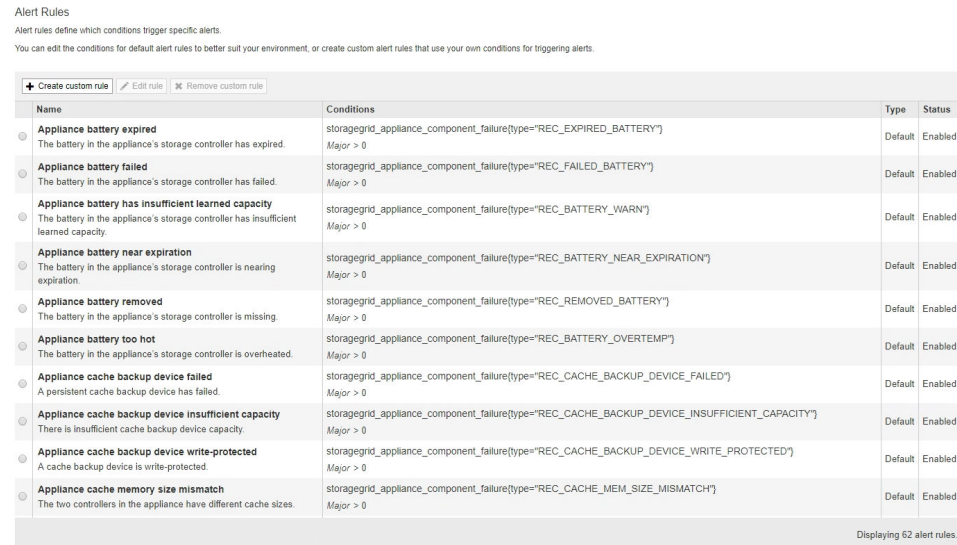 Alert Rules
Alert rules define which conditions trigger specific alerts.
You can edit the conditions for default alert rules to better suit your environment, or create custom alert rules that use your own conditions for triggering alerts.
Create custom rule Edit rule Remove custom rule
Name Conditions Type Status
Appliance battery expired
The battery in the appliance's storage controller has expired.
storagegrid_appliance_component_failure{type="REC_EXPIRED_BATTERY"}
Major > 0
Default Enabled
Appliance battery failed
The battery in the appliance's storage controller has failed.
storagegrid_appliance_component_failure{type="REC_FAILED_BATTERY"}
Major > 0
Default Enabled
Appliance battery has insufficient learned capacity
The battery in the appliance's storage controller has insufficient
learned capacity.
storagegrid_appliance_component_failure{type="REC_BATTERY_WARN"}
Major > 0
Default Enabled
Appliance battery near expiration
The battery in the appliance's storage controller is nearing
expiration.
storagegrid_appliance_component_failure{type="REC_BATTERY_NEAR_EXPIRATION"}
Major > 0
Default Enabled
Appliance battery removed
The battery in the appliance's storage controller is missing.
storagegrid_appliance_component_failure{type="REC_REMOVED_BATTERY"}
Major > 0
Default Enabled
Appliance battery too hot
The battery in the appliance's storage controller is overheated.
storagegrid_appliance_component_failure{type="REC_BATTERY_OVERTEMP"}
Major > 0
Default Enabled
Appliance cache backup device failed
A persistent cache backup device has failed.
storagegrid_appliance_component_failure{type="REC_CACHE_BACKUP_DEVICE_FAILED"}
Major > 0
Default Enabled
Appliance cache backup device insufficient capacity
There is insufficient cache backup device capacity.
storagegrid_appliance_component_failure{type="REC_CACHE_BACKUP_DEVICE_INSUFFICIENT_CAPACITY"}
Major > 0
Default Enabled
Appliance cache backup device write-protected
A cache backup device is write-protected.
storagegrid_appliance_component_failure{type="REC_CACHE_BACKUP_DEVICE_WRITE_PROTECTED"}
Major > 0
Default Enabled
Appliance cache memory size mismatch
The two controllers in the appliance have different cache sizes.
storagegrid_appliance_component_failure{type="REC_CACHE_MEM_SIZE_MISMATCH"}
Major > 0
Default Enabled
Displaying 62 alert rules.